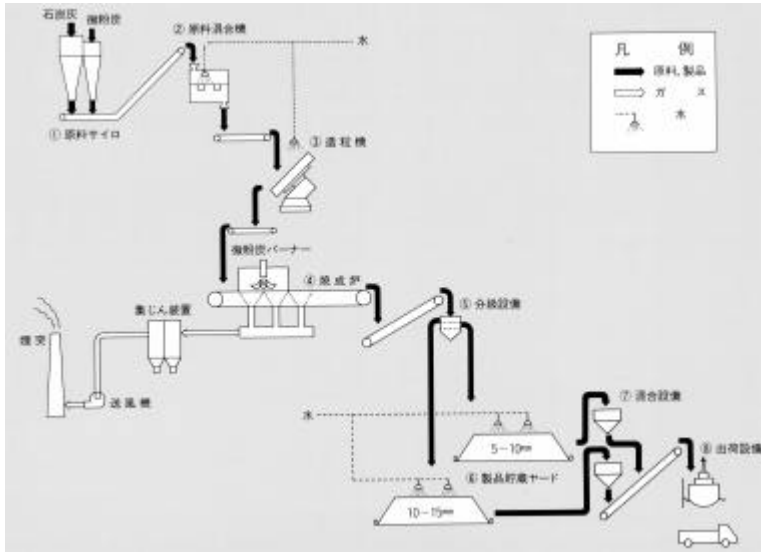 石炭灰 微粉炭
② 原料混合機
水
凡 例
原料、製品
ガ ス
水
① 原料サイロ
③ 造粒機
微粉炭バーナー
④ 焼成炉
集じん装置
⑤ 分級設備
煙突
送風機
⑦ 混合設備
水
5-10mm
⑧ 出荷設備
⑥ 製品貯蔵ヤード
10-15mm